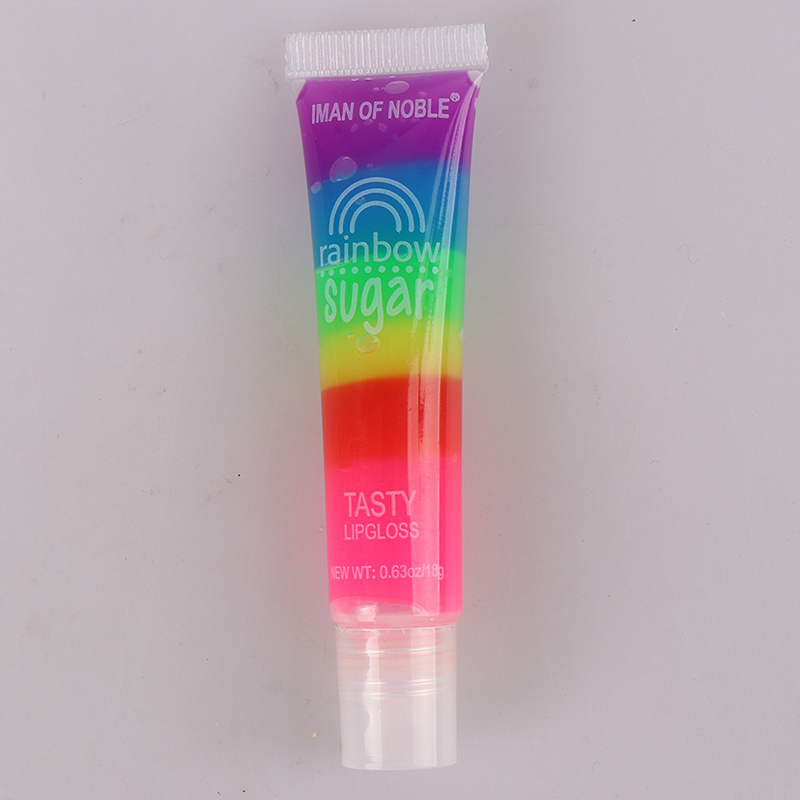 IMAN OF NOBLE®
rainbow
sugar
TASTY
LIPGLOSS
NEW WT: 0.63oz/18g